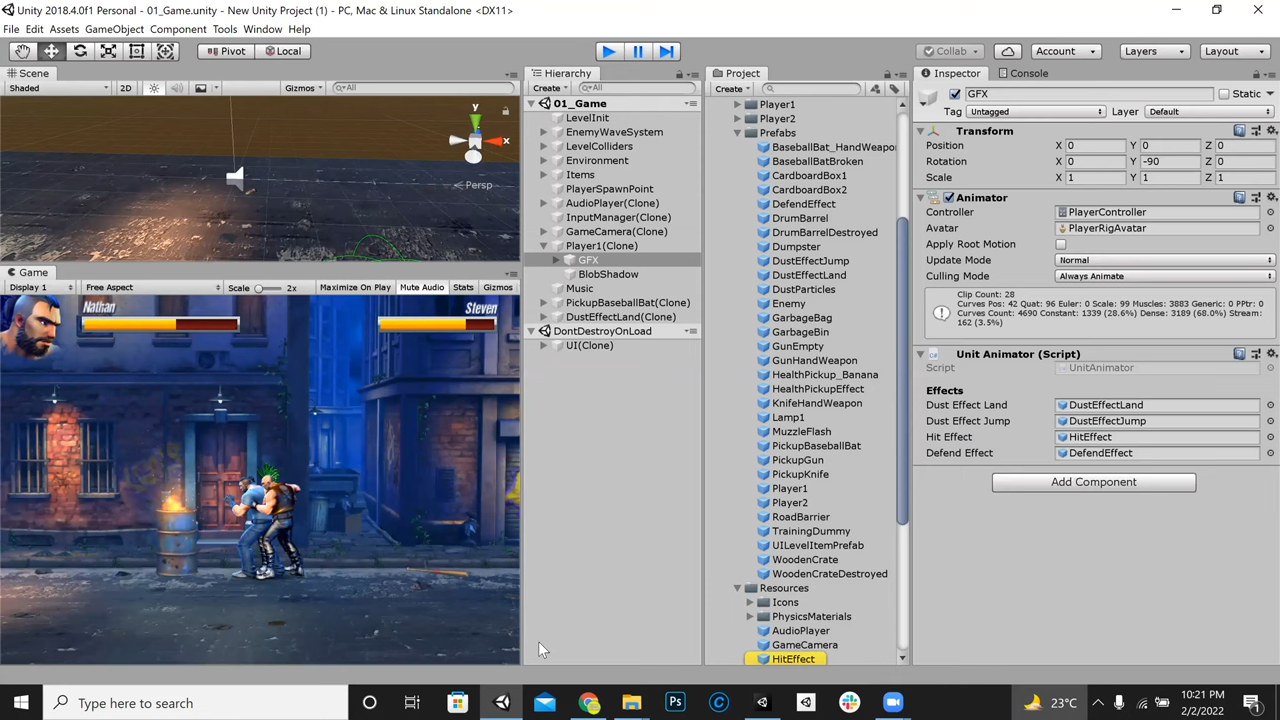 Unity 2018.4.0f1 Personal - 01_Game.unity - New Unity Project (1) - PC, Mac & Linux Standalone <DX11>
File Edit Assets GameObject Component Tools Window Help
Pivot Local Collab Account Layers Layout
Scene
Shaded 2D Gizmos All
y
x
Persp
Game
Display 1 Free Aspect Scale 2x Maximize On Play Mute Audio Stats Gizmos
Nathan Steven
Hierarchy
Create All
01_Game
LevelInit
EnemyWaveSystem
LevelColliders
Environment
Items
PlayerSpawnPoint
AudioPlayer(Clone)
InputManager(Clone)
GameCamera(Clone)
Player1(Clone)
GFX
BlobShadow
Music
PickupBaseballBat(Clone)
DustEffectLand(Clone)
DontDestroyOnLoad
UI(Clone)
Project
Create
Player1
Player2
Prefabs
BaseballBat_HandWeapon
BaseballBatBroken
CardboardBox1
CardboardBox2
DefendEffect
DrumBarrel
DrumBarrelDestroyed
Dumpster
DustEffectJump
DustEffectLand
DustParticles
Enemy
GarbageBag
GarbageBin
GunEmpty
GunHandWeapon
HealthPickup_Banana
HealthPickupEffect
KnifeHandWeapon
Lamp1
MuzzleFlash
PickupBaseballBat
PickupGun
PickupKnife
Player1
Player2
RoadBarrier
TrainingDummy
UILevelItemPrefab
WoodenCrate
WoodenCrateDestroyed
Resources
Icons
PhysicsMaterials
AudioPlayer
GameCamera
HitEffect
Inspector Console
GFX Static
Tag Untagged Layer Default
Transform
Position X 0 Y 0 Z 0
Rotation X 0 Y -90 Z 0
Scale X 1 Y 1 Z 1
Animator
Controller PlayerController
Avatar PlayerRigAvatar
Apply Root Motion
Update Mode Normal
Culling Mode Always Animate
Clip Count: 28
Curves Pos: 42 Quat: 96 Euler: 0 Scale: 99 Muscles: 3883 Generic: 0 PPtr: 0
Curves Count: 4690 Constant: 1339 (28.6%) Dense: 3189 (68.0%) Stream: 162 (3.5%)
Unit Animator (Script)
Script UnitAnimator
Effects
Dust Effect Land DustEffectLand
Dust Effect Jump DustEffectJump
Hit Effect HitEffect
Defend Effect DefendEffect
Add Component
Type here to search
Ps
23°C
10:21 PM
2/2/2022
1